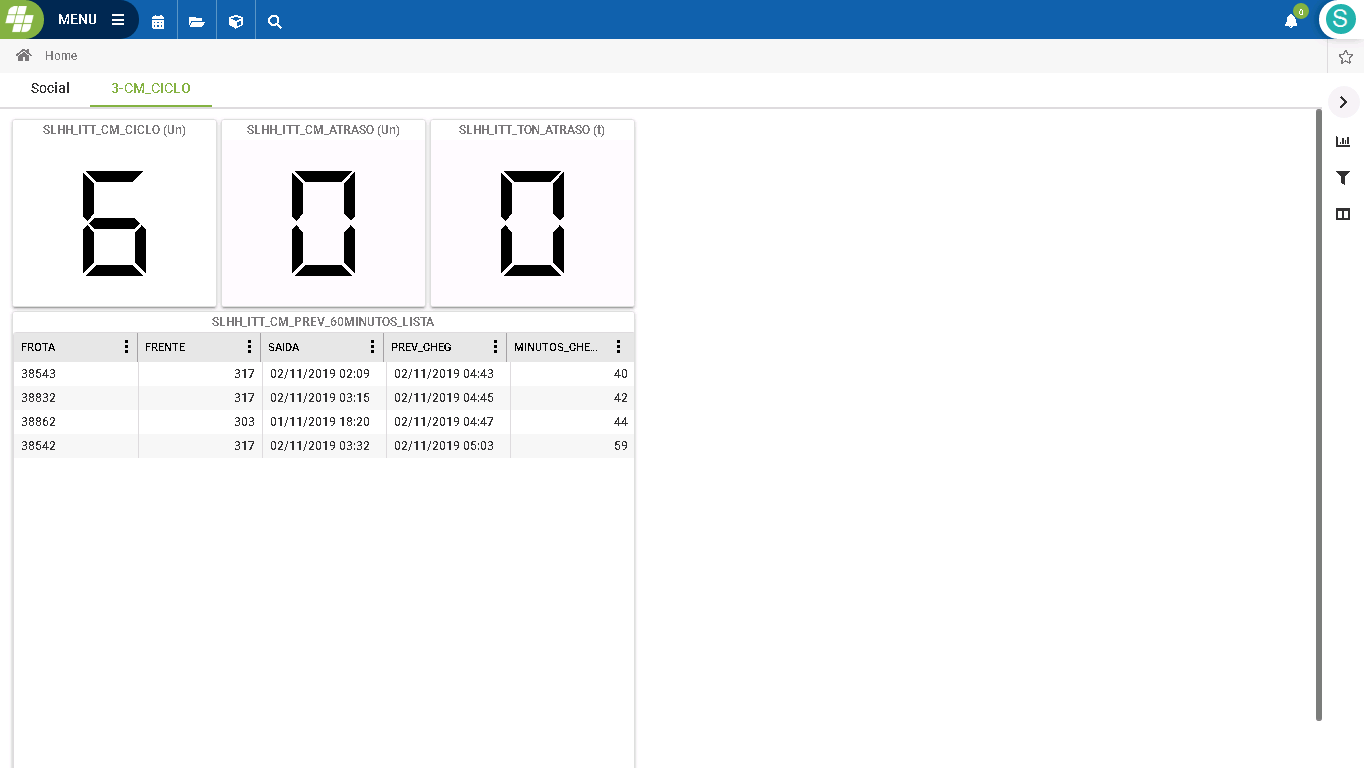 MENU
0
S
Home
Social 3-CM_CICLO
SLHH_ITT_CM_CICLO (Un) SLHH_ITT_CM_ATRASO (Un) SLHH_ITT_TON_ATRASO (t)
6 0 0
SLHH_ITT_CM_PREV_60MINUTOS_LISTA
FROTA FRENTE SAIDA PREV_CHEG MINUTOS_CHE...
38543 317 02/11/2019 02:09 02/11/2019 04:43 40
38832 317 02/11/2019 03:15 02/11/2019 04:45 42
38862 303 01/11/2019 18:20 02/11/2019 04:47 44
38542 317 02/11/2019 03:32 02/11/2019 05:03 59